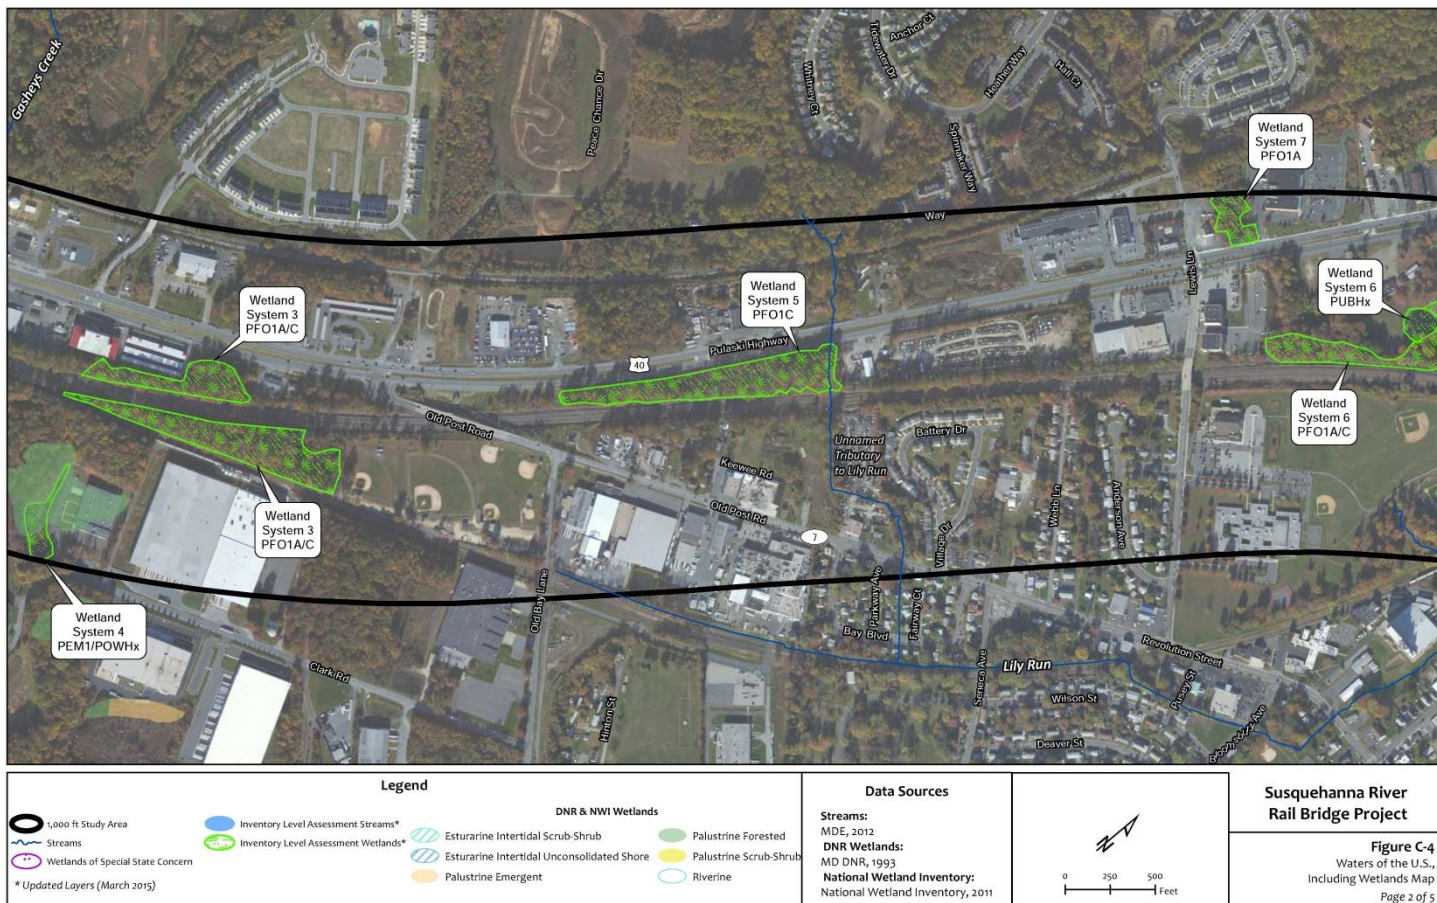 Gasheys Creek
Peace Chance Dr
Whitney Ct
Tidewater Dr
Anchor Ct
Heather Way
Hall Ct
Spinnaker Way
Way
Wetland
System 7
PFO1A
Lewis Ln
Wetland
System 6
PUBHx
Wetland
System 3
PFO1A/C
Wetland
System 5
PFO1C
Pulaski Highway
40
Wetland
System 6
PFO1A/C
Old Post Road
Battery Dr
Unnamed
Tributary
to Lily Run
Keewee Rd
Old Post Rd
Webb Ln
Anderson Ave
Village Dr
7
Wetland
System 3
PFO1A/C
Old Bay Lane
Parkway Ave
Fairway Ct
Bay Blvd
Wetland
System 4
PEM1/POWHx
Clark Rd
Hinton St
Seneca Ave
Lily Run
Revolution Street
Pusey St
Wilson St
Deaver St
Legend
1,000 ft Study Area
Streams
Wetlands of Special State Concern
* Updated Layers (March 2015)
Inventory Level Assessment Streams*
Inventory Level Assessment Wetlands*
DNR & NWI Wetlands
Esturarine Intertidal Scrub-Shrub
Esturarine Intertidal Unconsolidated Shore
Palustrine Emergent
Palustrine Forested
Palustrine Scrub-Shrub
Riverine
Data Sources
Streams:
MDE, 2012
DNR Wetlands:
MD DNR, 1993
National Wetland Inventory:
National Wetland Inventory, 2011
0 250 500
Feet
Susquehanna River
Rail Bridge Project
Figure C-4
Waters of the U.S.,
Including Wetlands Map
Page 2 of 5